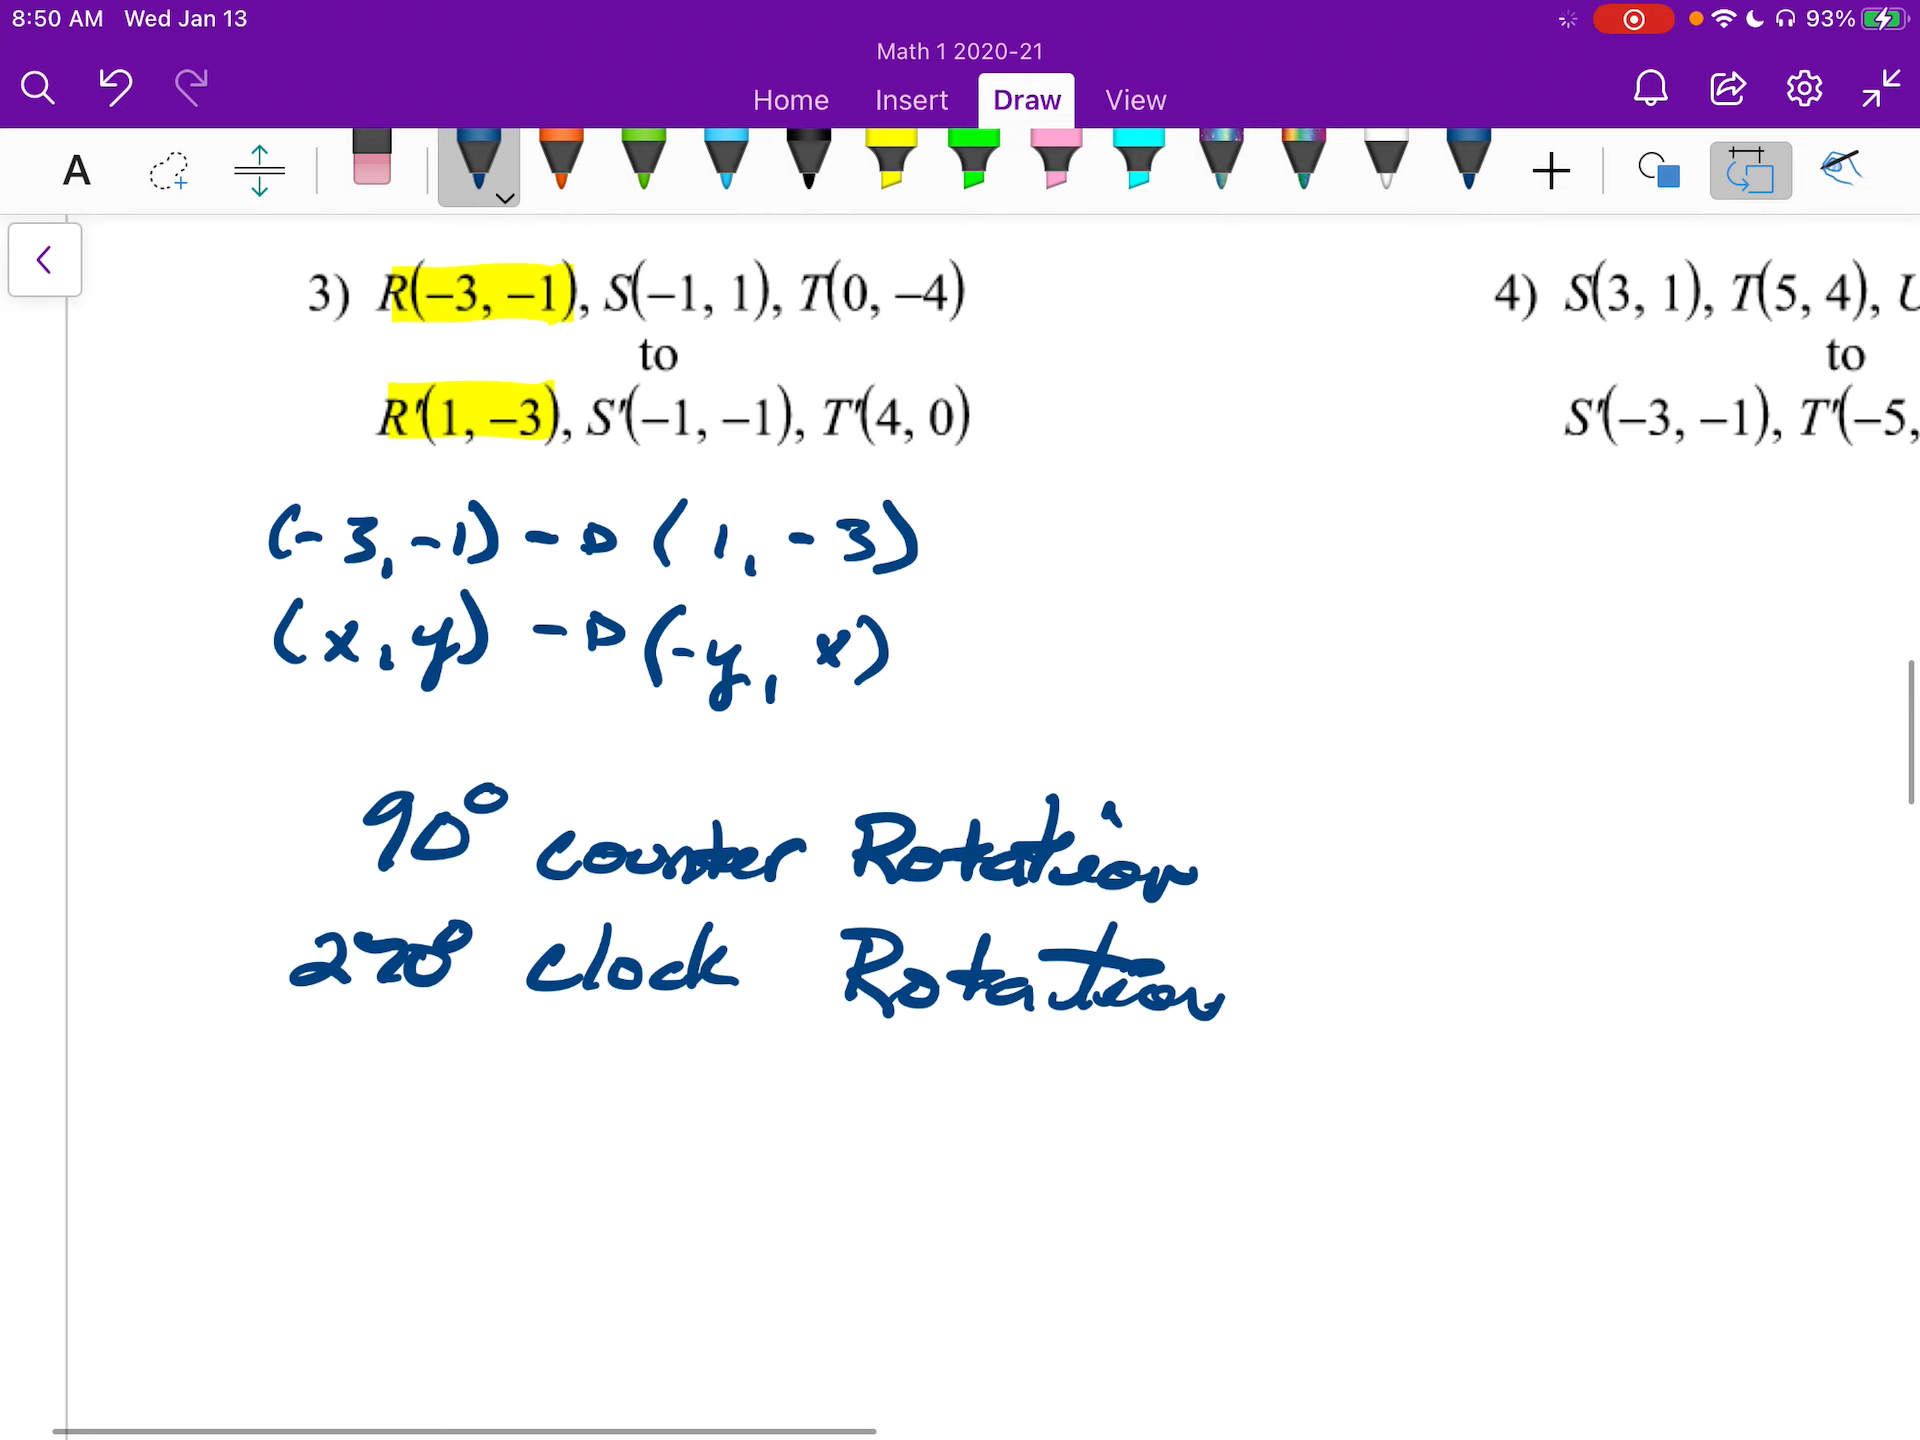 8:50 AM Wed Jan 13
93%
Math 1 2020-21
Home Insert Draw View
A
3) R(−3, −1), S(−1, 1), T(0, −4)
to
R'(1, −3), S'(−1, −1), T'(4, 0)
4) S(3, 1), T(5, 4), U
to
S'(−3, −1), T'(−5,
(-3,-1) → (1, -3)
(x, y) → (-y, x)
90° counter Rotation
270° clock Rotation